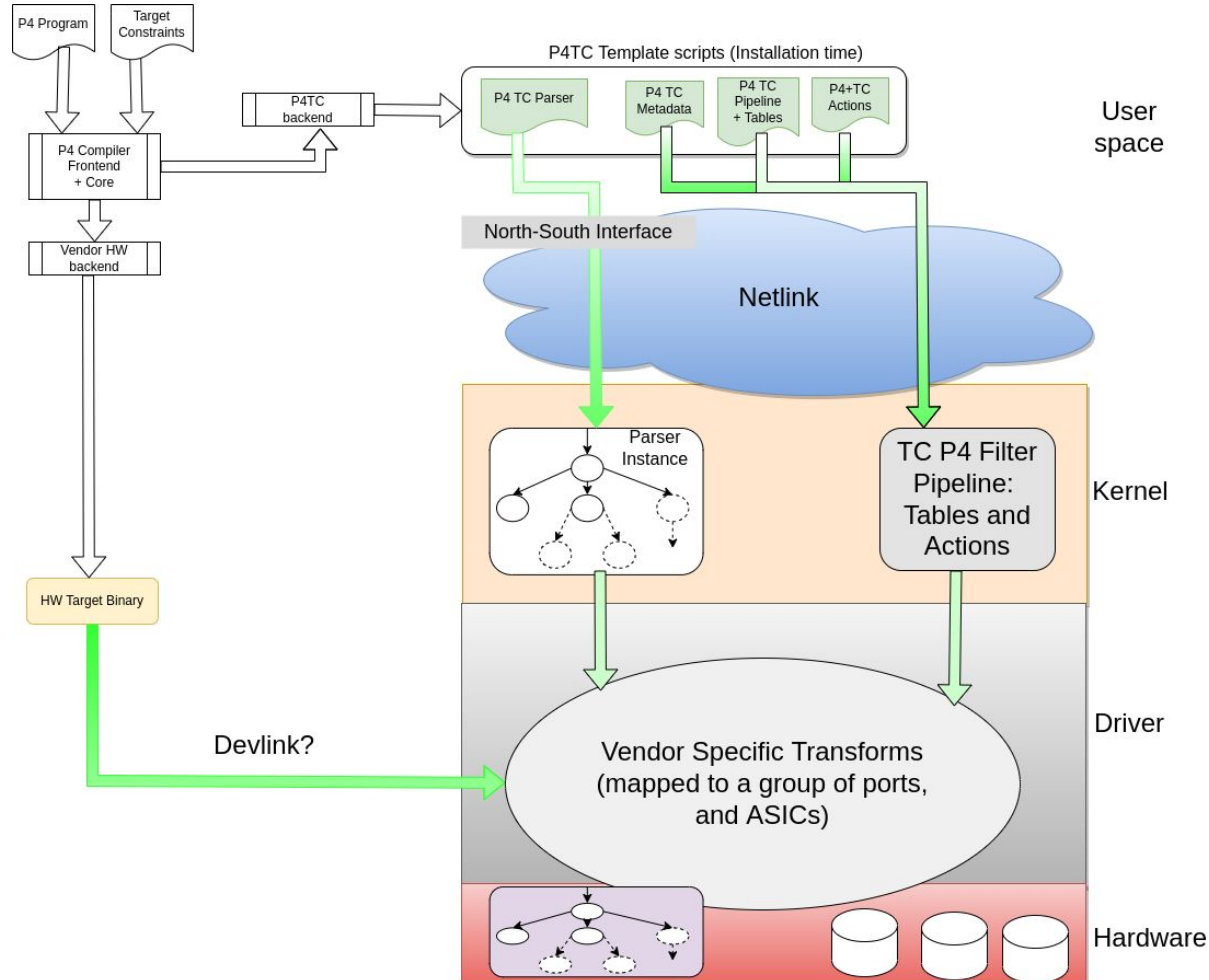 P4 Program
Target
Constraints
P4TC Template scripts (Installation time)
P4 TC Parser
P4 TC
Metadata
P4 TC
Pipeline
+ Tables
P4+TC
Actions
User
space
P4TC
backend
P4 Compiler
Frontend
+ Core
Vendor HW
backend
North-South Interface
Netlink
Parser
Instance
TC P4 Filter
Pipeline:
Tables and
Actions
Kernel
HW Target Binary
Devlink?
Vendor Specific Transforms
(mapped to a group of ports,
and ASICs)
Driver
Hardware